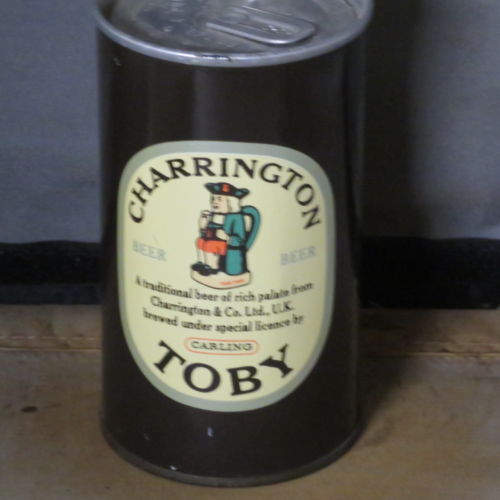 CHARRINGTON
BEER BEER
A traditional beer of rich palate from
Charrington & Co. Ltd., U.K.
brewed under special licence by
CARLING
TOBY